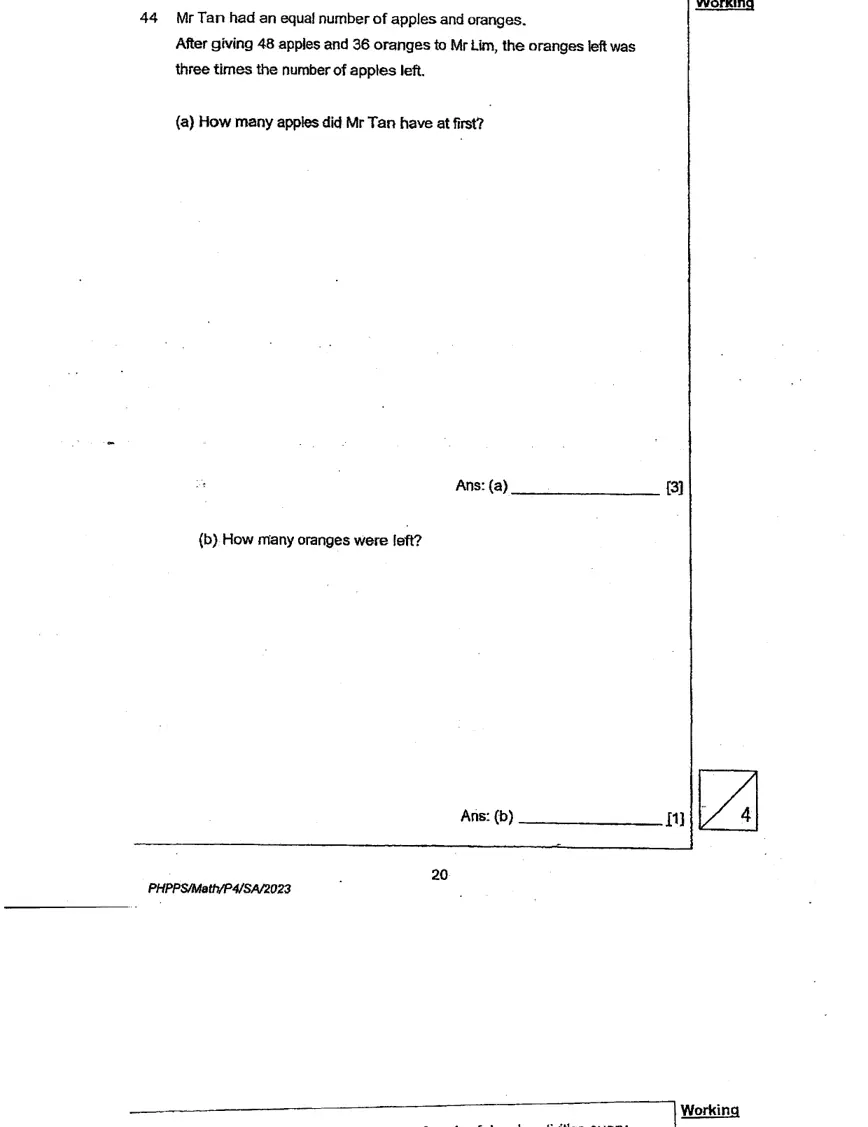 Working
44 Mr Tan had an equal number of apples and oranges.
After giving 48 apples and 36 oranges to Mr Lim, the oranges left was
three times the number of apples left.
(a) How many apples did Mr Tan have at first?
Ans: (a) ____________ [3]
(b) How many oranges were left?
Ans: (b) ____________ [1]
4
20
PHPPS/Math/P4/SA/2023
Working